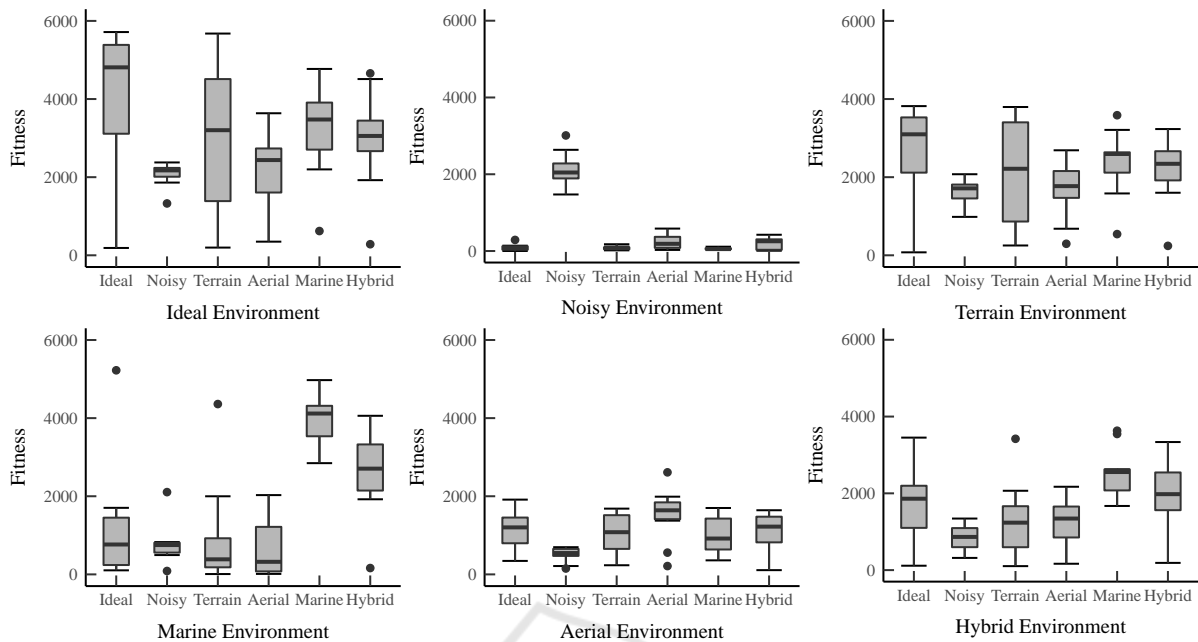 6000
4000
2000
0
Fitness
Ideal Noisy Terrain Aerial Marine Hybrid
Ideal Environment
6000
4000
2000
0
Fitness
Ideal Noisy Terrain Aerial Marine Hybrid
Noisy Environment
6000
4000
2000
0
Fitness
Ideal Noisy Terrain Aerial Marine Hybrid
Terrain Environment
6000
4000
2000
0
Fitness
Ideal Noisy Terrain Aerial Marine Hybrid
Marine Environment
6000
4000
2000
0
Fitness
Ideal Noisy Terrain Aerial Marine Hybrid
Aerial Environment
6000
4000
2000
0
Fitness
Ideal Noisy Terrain Aerial Marine Hybrid
Hybrid Environment